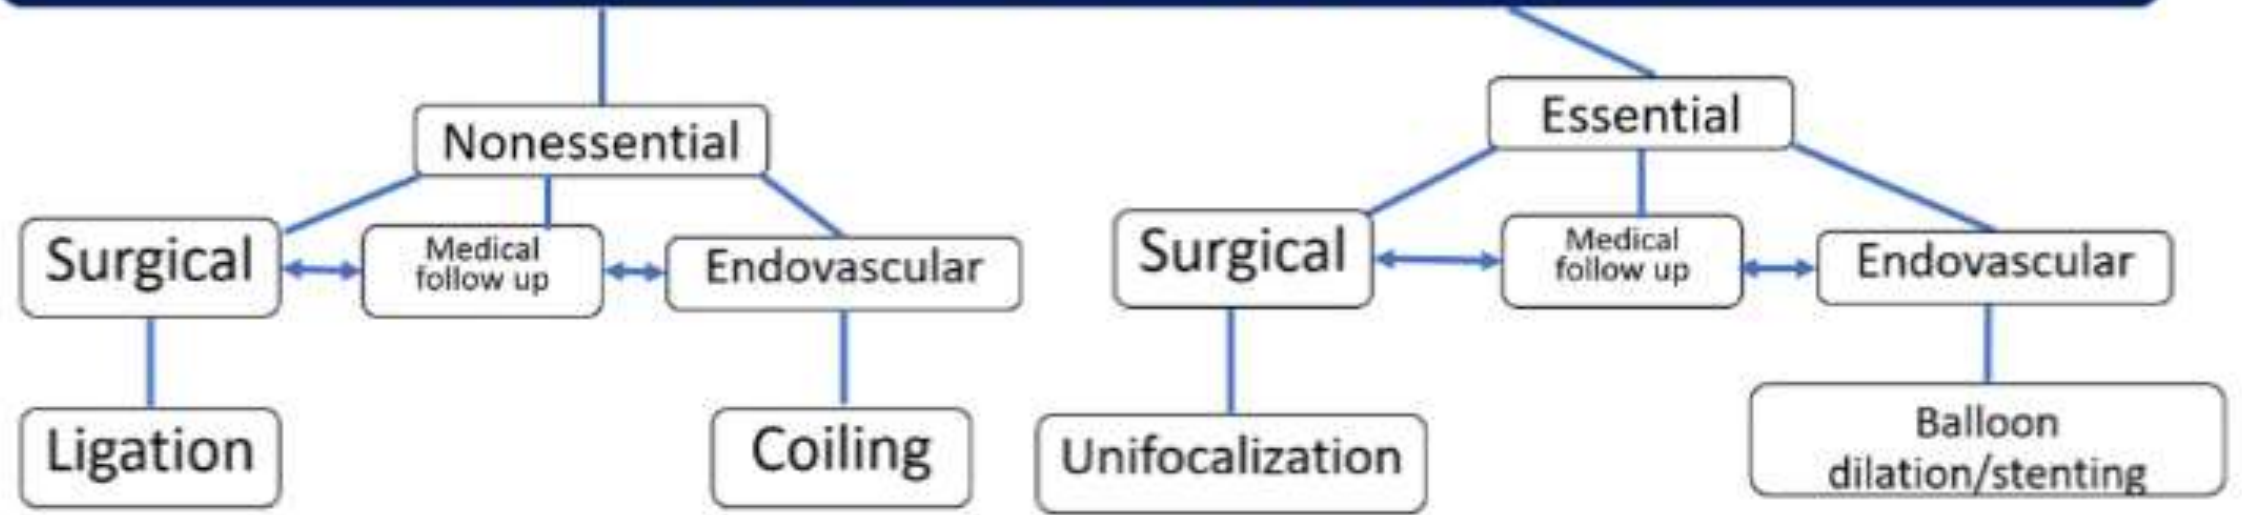 Nonessential
Essential
Surgical
Medical
follow up
Endovascular
Surgical
Medical
follow up
Endovascular
Ligation
Coiling
Unifocalization
Balloon
dilation/stenting